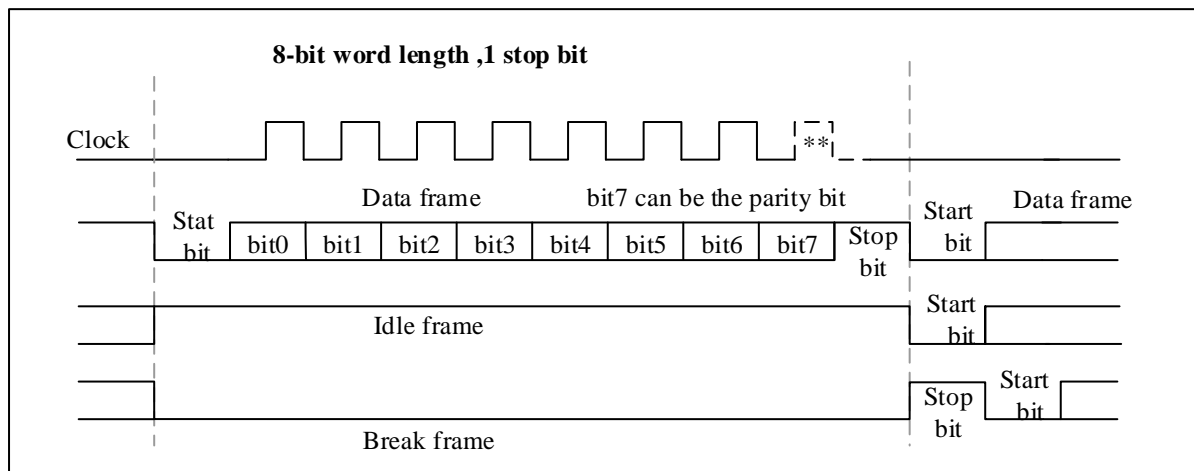 8-bit word length ,1 stop bit
Clock
**
Data frame
bit7 can be the parity bit
Start
bit
Data frame
Stat
bit
bit0
bit1
bit2
bit3
bit4
bit5
bit6
bit7
Stop
bit
Idle frame
Start
bit
Break frame
Stop
bit
Start
bit